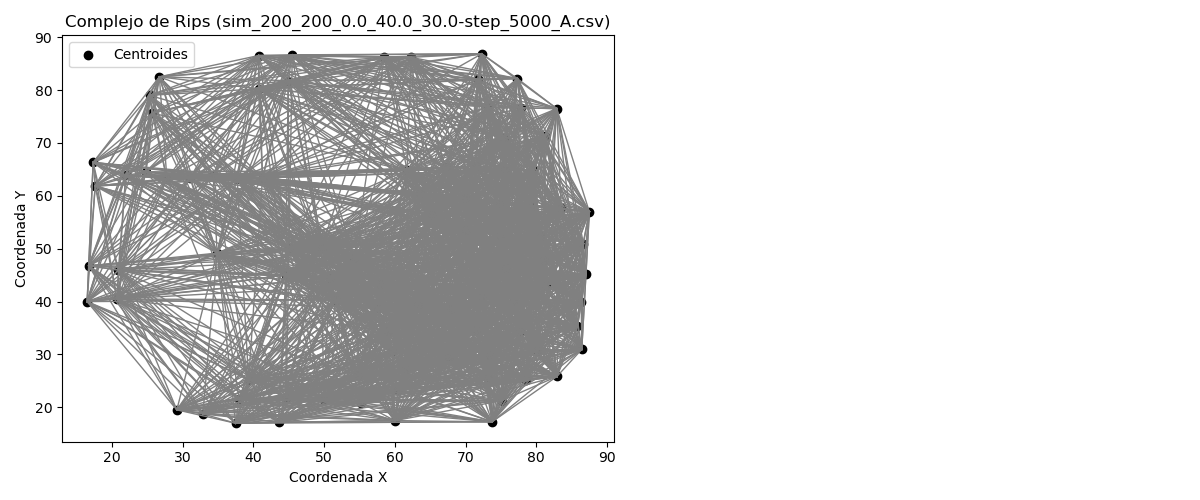 Complejo de Rips (sim_200_200_0.0_40.0_30.0-step_5000_A.csv)
Centroides
90
80
70
60
50
40
30
20
Coordenada Y
20 30 40 50 60 70 80 90
Coordenada X